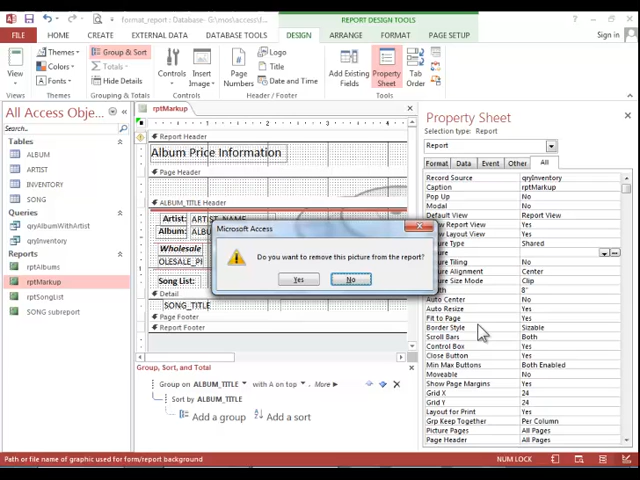 format_report : Database- G:\mos\access\...
REPORT DESIGN TOOLS
Sign in
FILE HOME CREATE EXTERNAL DATA DATABASE TOOLS DESIGN ARRANGE FORMAT PAGE SETUP
View
Views
Themes
Colors
Fonts
Themes
Group & Sort
Totals
Hide Details
Grouping & Totals
Controls
Insert Image
Controls
Page Numbers
Logo
Title
Date and Time
Header / Footer
Add Existing Fields
Property Sheet
Tools
All Access Obje...
Search...
Tables
ALBUM
ARTIST
INVENTORY
SONG
Queries
qryAlbumWithArtist
qryInventory
Reports
rptAlbums
rptMarkup
rptSongList
SONG subreport
rptMarkup
Report Header
Album Price Information
Page Header
ALBUM_TITLE Header
Artist: ARTIST_NAME
Album:
Wholesale
OLESALE_PI
Song List:
Detail
SONG_TITLE
Page Footer
Report Footer
Microsoft Access
Do you want to remove this picture from the report?
Yes No
Group, Sort, and Total
Group on ALBUM_TITLE with A on top More
Sort by ALBUM_TITLE
Add a group Add a sort
Property Sheet
Selection type: Report
Report
Format Data Event Other All
Record Source qryInventory
Caption rptMarkup
Pop Up No
Modal No
Default View Report View
Report View Yes
Layout View Yes
Type Shared
Picture Tiling No
Picture Alignment Center
Picture Size Mode Clip
8"
Auto Center No
Auto Resize Yes
Fit to Page Yes
Border Style Sizable
Scroll Bars Both
Control Box Yes
Close Button Yes
Min Max Buttons Both Enabled
Moveable No
Show Page Margins Yes
Grid X 24
Grid Y 24
Layout for Print Yes
Grp Keep Together Per Column
Picture Pages All Pages
Page Header All Pages
Path or file name of graphic used for form/report background
NUM LOCK